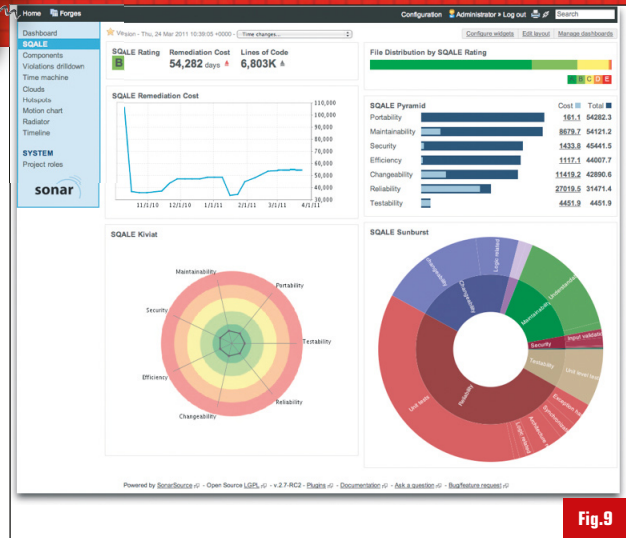 Home Forges Configuration Administrator » Log out Search
Dashboard
SQALE
Components
Violations drilldown
Time machine
Clouds
Hotspots
Motion chart
Radiator
Timeline
SYSTEM
Project roles
sonar
Version - Thu, 24 Mar 2011 10:38:05 +0000 - Time changes...
Configure widgets Edit layout Manage dashboards
SQALE Rating Remediation Cost Lines of Code
B 54,282 days 6,803K
File Distribution by SQALE Rating
A B C D E
SQALE Remediation Cost
110,000
100,000
90,000
80,000
70,000
60,000
50,000
40,000
30,000
11/1/10 12/1/10 1/1/11 2/1/11 3/1/11 4/1/11
SQALE Pyramid Cost Total
Portability 161.1 54282.3
Maintainability 8679.7 54121.2
Security 1433.8 45441.5
Efficiency 1117.1 44007.7
Changeability 11419.2 42890.6
Reliability 27019.5 31471.4
Testability 4451.9 4451.9
SQALE Kiviat
Maintainability
Portability
Security
Testability
Efficiency
Reliability
Changeability
SQALE Sunburst
Changeability
Logic related
Changeability
Maintainability
Security
Testability
Unit level
Reliability
Unit tests
Logic related
Powered by SonarSource - Open Source LGPL - v.2.7-RC2 - Plugins - Documentation - Ask a question - Bug/feature request
Fig.9